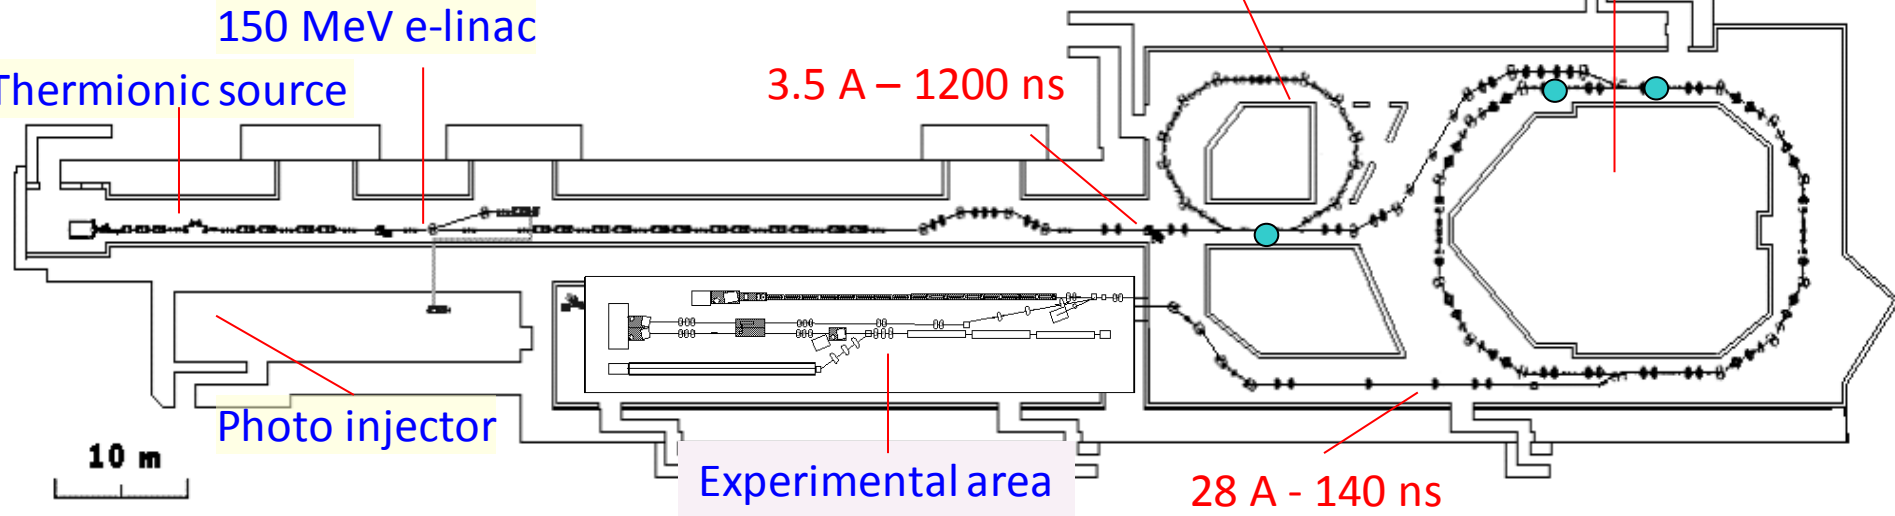 150 MeV e-linac
Thermionic source
3.5 A – 1200 ns
Photo injector
10 m
Experimental area
28 A - 140 ns